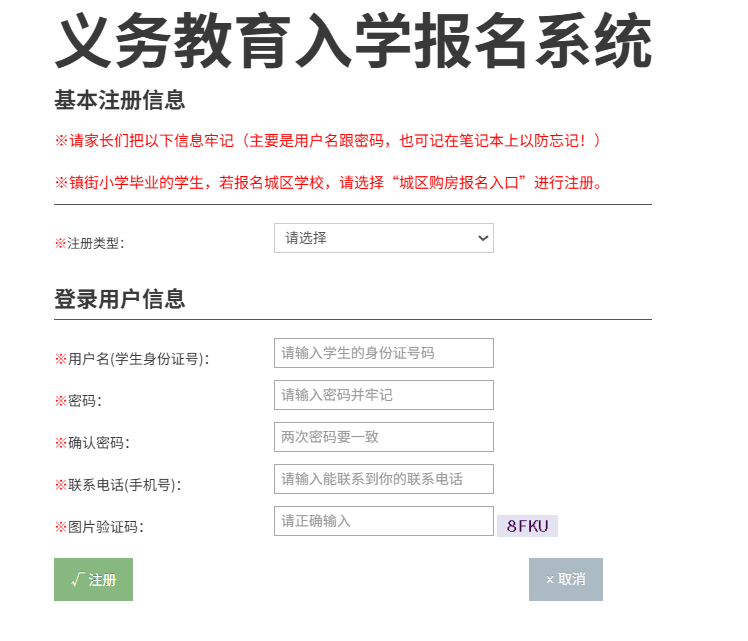 义务教育入学报名系统
基本注册信息
※请家长们把以下信息牢记（主要是用户名跟密码，也可记在笔记本上以防忘记！）
※镇街小学毕业的学生，若报名城区学校，请选择“城区购房报名入口”进行注册。
※注册类型： 请选择
登录用户信息
※用户名(学生身份证号)： 请输入学生的身份证号码
※密码： 请输入密码并牢记
※确认密码： 两次密码要一致
※联系电话(手机号)： 请输入能联系到你的联系电话
※图片验证码： 请正确输入 8FKU
√ 注册 × 取消